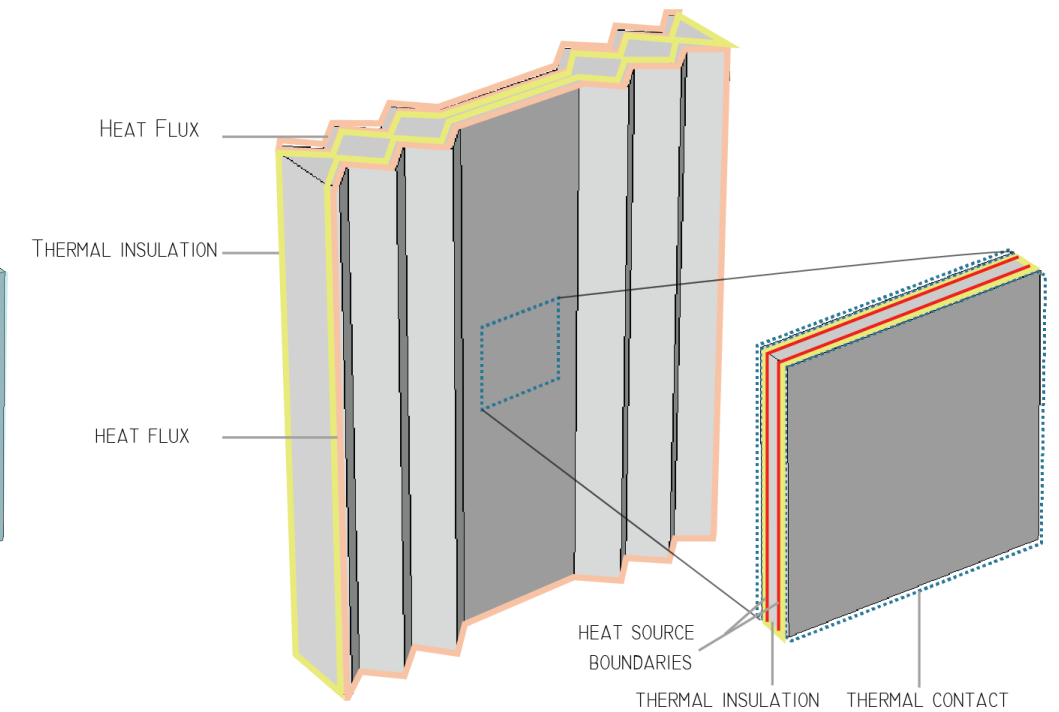 HEAT FLUX
THERMAL INSULATION
HEAT FLUX
HEAT SOURCE
BOUNDARIES
THERMAL INSULATION
THERMAL CONTACT